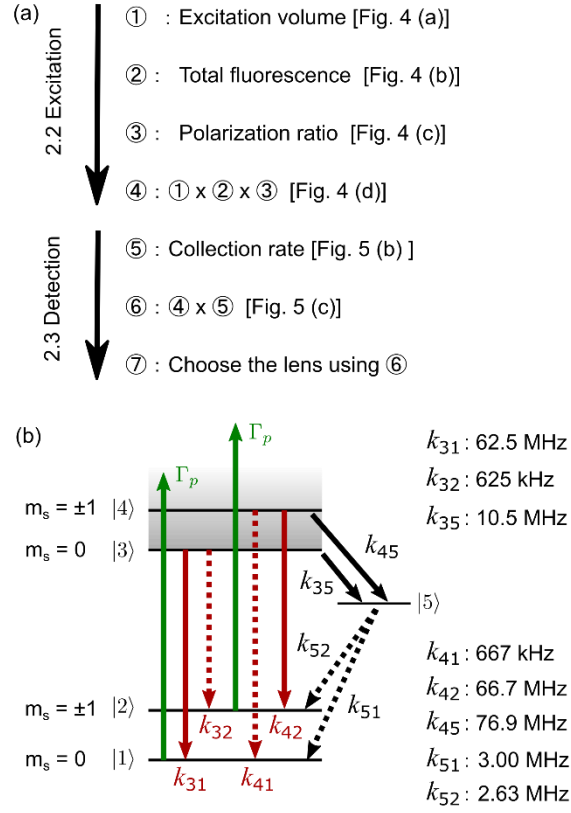 (a)
2.2 Excitation
① : Excitation volume [Fig. 4 (a)]
② : Total fluorescence [Fig. 4 (b)]
③ : Polarization ratio [Fig. 4 (c)]
④ : ① x ② x ③ [Fig. 4 (d)]
2.3 Detection
⑤ : Collection rate [Fig. 5 (b) ]
⑥ : ④ x ⑤ [Fig. 5 (c)]
⑦ : Choose the lens using ⑥
(b)
Γp
Γp
mₛ = ±1 |4⟩
mₛ = 0 |3⟩
k45
k35
|5⟩
k52
k51
mₛ = ±1 |2⟩
k32 k42
mₛ = 0 |1⟩
k31 k41
k31 : 62.5 MHz
k32 : 625 kHz
k35 : 10.5 MHz
k41 : 667 kHz
k42 : 66.7 MHz
k45 : 76.9 MHz
k51 : 3.00 MHz
k52 : 2.63 MHz